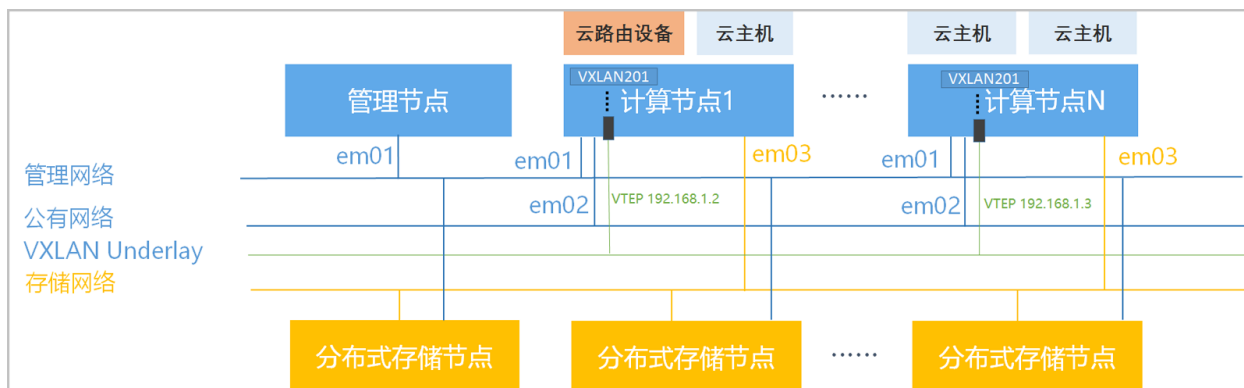 云路由设备
云主机
云主机
云主机
VXLAN201
VXLAN201
管理节点
计算节点1
……
计算节点N
em01
em01
em03
em01
em03
管理网络
em02
VTEP 192.168.1.2
em02
VTEP 192.168.1.3
公有网络
VXLAN Underlay
存储网络
分布式存储节点
分布式存储节点
……
分布式存储节点